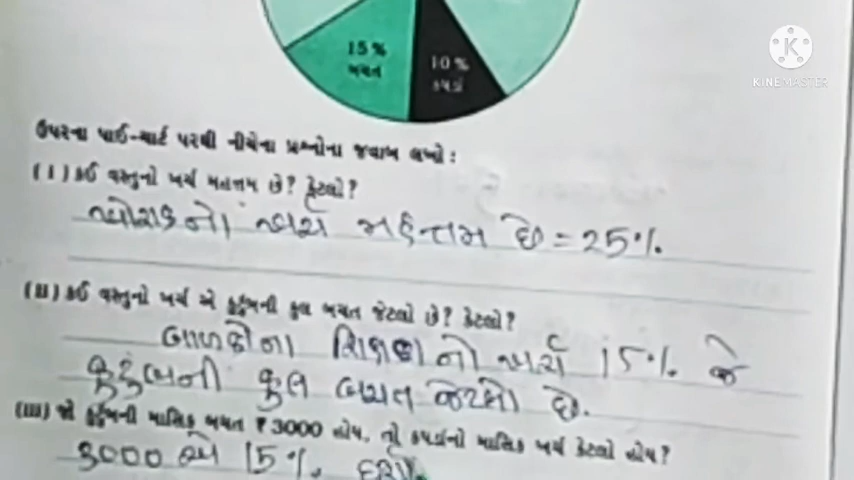 K
KINEMASTER
15%
બચત
10%
કપડાં
ઉપરના પાઈ-ચાર્ટ પરથી નીચેના પ્રશ્નોના જવાબ લખો :
(I) કઈ વસ્તુનો ખર્ચ મહત્તમ છે? કેટલો?
ખોરાકનો ખર્ચ મહત્તમ છે = 25%.
(II) કઈ વસ્તુનો ખર્ચ એ કુટુંબની કુલ બચત જેટલો છે? કેટલો?
બાળકોના શિક્ષણનો ખર્ચ 15% જે
કુટુંબની કુલ બચત જેટલો છે.
(III) જો કુટુંબની માસિક બચત ₹ 3000 હોય, તો કપડાંનો માસિક ખર્ચ કેટલો હોય?
3000 એ 15%